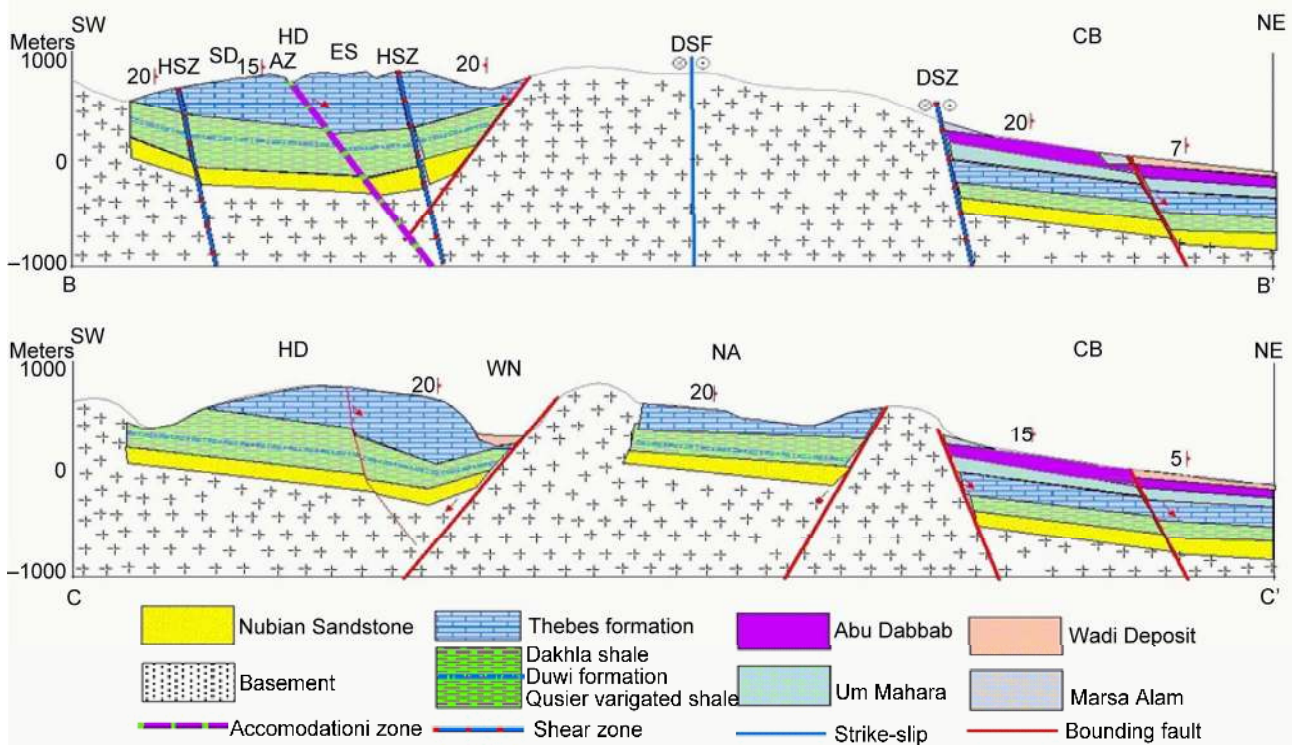 SW HD DSF CB NE
Meters
1000 20 HSZ SD 15 AZ ES HSZ 20 DSZ
20 7
0
–1000
B B'
SW HD WN NA CB NE
Meters
1000
20 20 15 5
0
–1000
C C'
Nubian Sandstone Thebes formation Abu Dabbab Wadi Deposit
Dakhla shale
Basement Duwi formation Um Mahara Marsa Alam
Qusier varigated shale
Accomodationi zone Shear zone Strike-slip Bounding fault